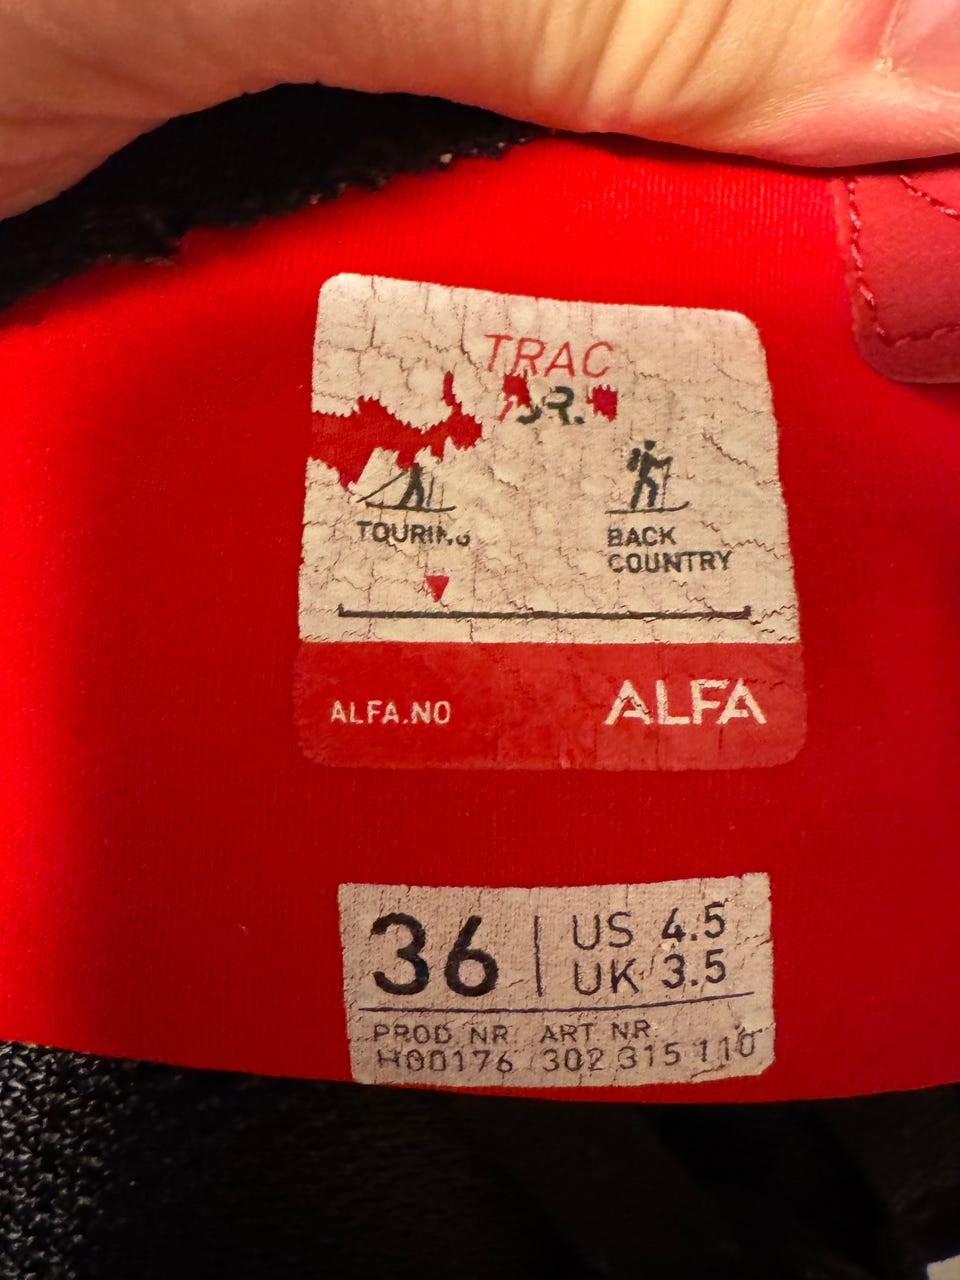 TRAC
JR.
TOURING
BACK
COUNTRY
ALFA.NO
ALFA
36
US 4.5
UK 3.5
PROD NR. ART NR.
H00176 302 315 110